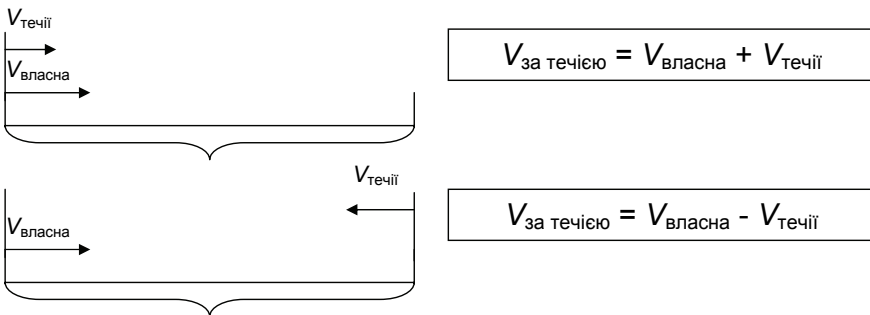 Vтечії
Vвласна
Vза течією = Vвласна + Vтечії
Vтечії
Vвласна
Vза течією = Vвласна - Vтечії